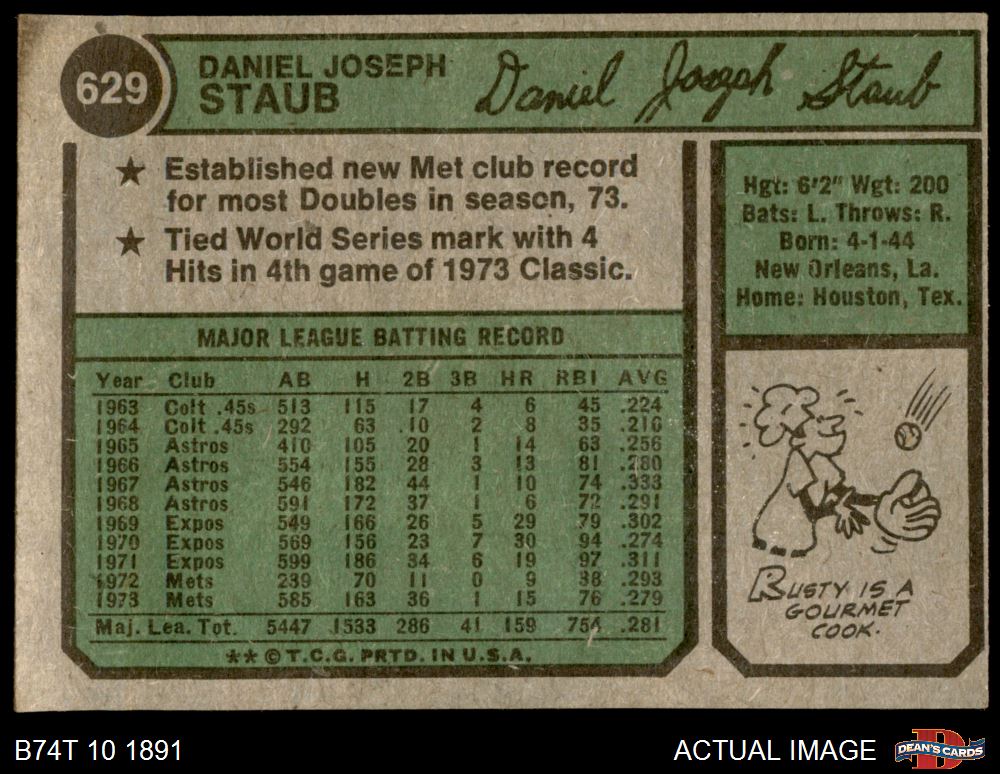 629
DANIEL JOSEPH
STAUB
Daniel Joseph Staub
★ Established new Met club record
for most Doubles in season, 73.
★ Tied World Series mark with 4
Hits in 4th game of 1973 Classic.
Hgt: 6'2" Wgt: 200
Bats: L. Throws: R.
Born: 4-1-44
New Orleans, La.
Home: Houston, Tex.
MAJOR LEAGUE BATTING RECORD
Year Club AB H 2B 3B HR RBI AVG
1963 Colt .45s 513 115 17 4 6 45 .224
1964 Colt .45s 292 63 10 2 8 35 .216
1965 Astros 410 105 20 1 14 63 .256
1966 Astros 554 155 28 3 13 81 .280
1967 Astros 546 182 44 1 10 74 .333
1968 Astros 591 172 37 1 6 72 .291
1969 Expos 549 166 26 5 29 79 .302
1970 Expos 569 156 23 7 30 94 .274
1971 Expos 599 186 34 6 19 97 .311
1972 Mets 239 70 11 0 9 38 .293
1973 Mets 585 163 36 1 15 76 .279
Maj. Lea. Tot. 5447 1533 286 41 159 754 .281
★★ © T.C.G. PRTD. IN U.S.A.
RUSTY IS A
GOURMET
COOK.
B74T 10 1891
ACTUAL IMAGE
DEAN'S CARDS